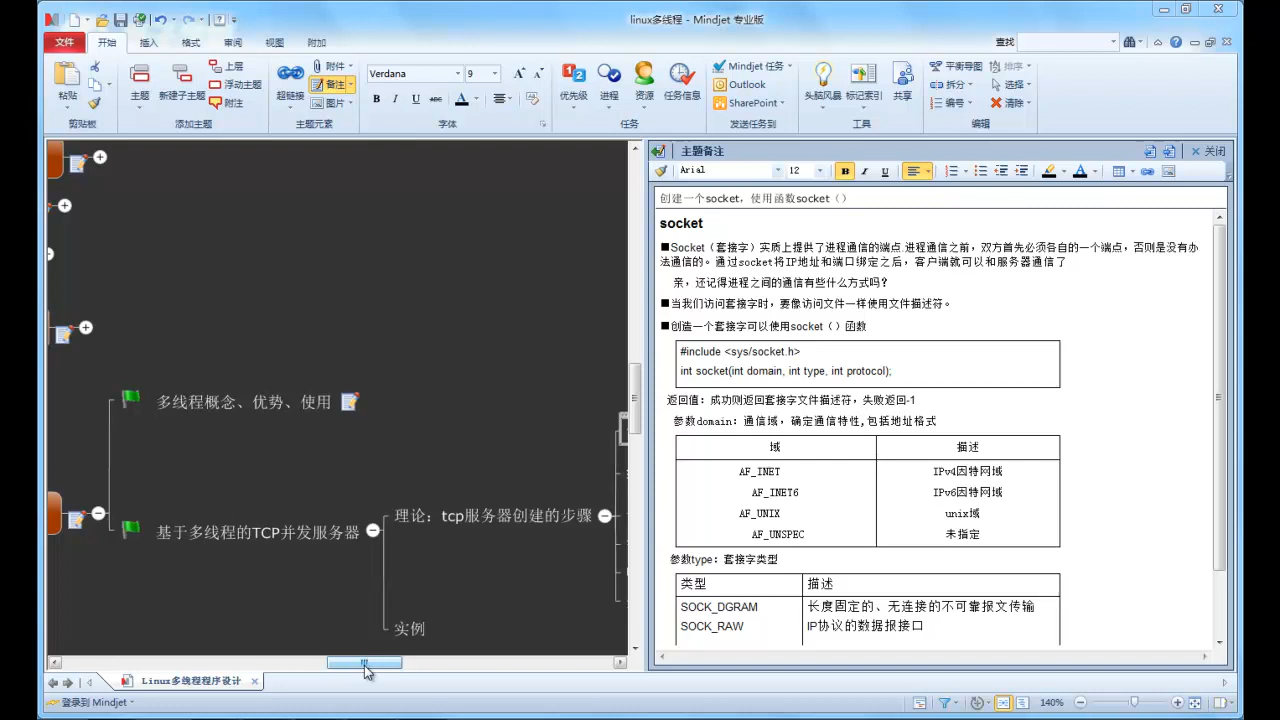 linux多线程 - Mindjet 专业版
文件 开始 插入 格式 审阅 视图 附加 查找
粘贴 剪贴板
主题 新建子主题 上层 浮动主题 附注 添加主题
超链接 附件 备注 图片 主题元素
Verdana 9 字体
优先级 进程 资源 任务信息 任务
Mindjet 任务 Outlook SharePoint 发送任务到
头脑风暴 标记索引 共享 工具
平衡导图 排序 拆分 选择 编号 清除 编辑
多线程概念、优势、使用
基于多线程的TCP并发服务器
理论：tcp服务器创建的步骤
实例
主题备注 关闭
Arial 12
创建一个socket，使用函数socket（）
socket
■Socket（套接字）实质上提供了进程通信的端点.进程通信之前，双方首先必须各自的一个端点，否则是没有办
法通信的。通过socket将IP地址和端口绑定之后，客户端就可以和服务器通信了
亲，还记得进程之间的通信有些什么方式吗？
■当我们访问套接字时，要像访问文件一样使用文件描述符。
■创造一个套接字可以使用socket（）函数
#include <sys/socket.h>
int socket(int domain, int type, int protocol);
返回值：成功则返回套接字文件描述符，失败返回-1
参数domain：通信域，确定通信特性,包括地址格式
域 描述
AF_INET IPv4因特网域
AF_INET6 IPv6因特网域
AF_UNIX unix域
AF_UNSPEC 未指定
参数type：套接字类型
类型 描述
SOCK_DGRAM 长度固定的、无连接的不可靠报文传输
SOCK_RAW IP协议的数据报接口
Linux多线程程序设计
登录到 Mindjet
140%